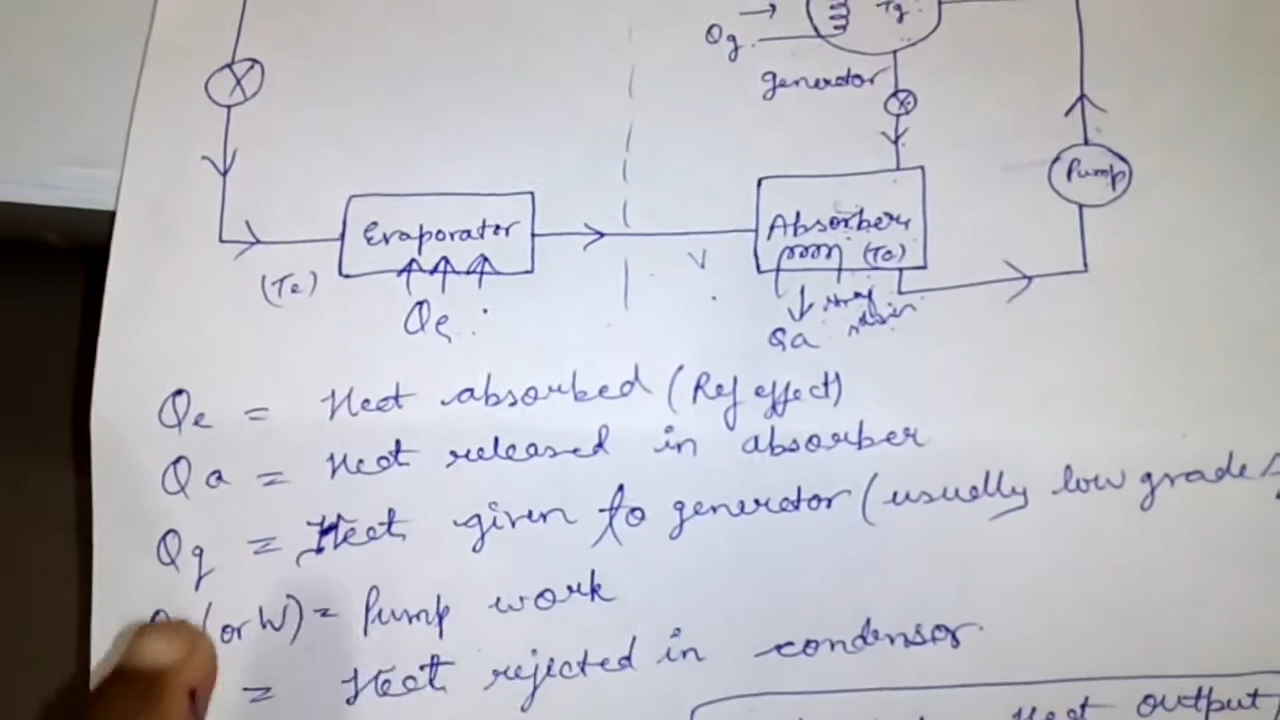 Tg
Qg
generator
Pump
Evaporator
Absorber
(Ta)
(Te)
V
Qe
Qa
Qe = Heat absorbed (Ref effect)
Qa = Heat released in absorber
Qg = Heat given to generator (usually low grade
(or W) = Pump work
= Heat rejected in condensor
Heat output